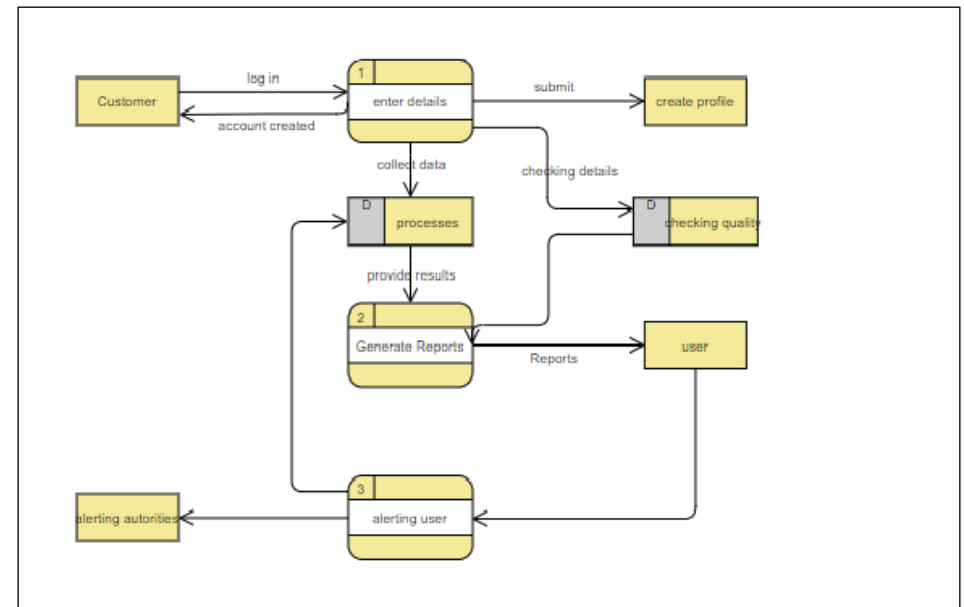 1
log in
Customer
enter details
submit
create profile
account created
collect data
checking details
D
processes
D
checking quality
provide results
2
Generate Reports
Reports
user
3
alerting autorities
alerting user